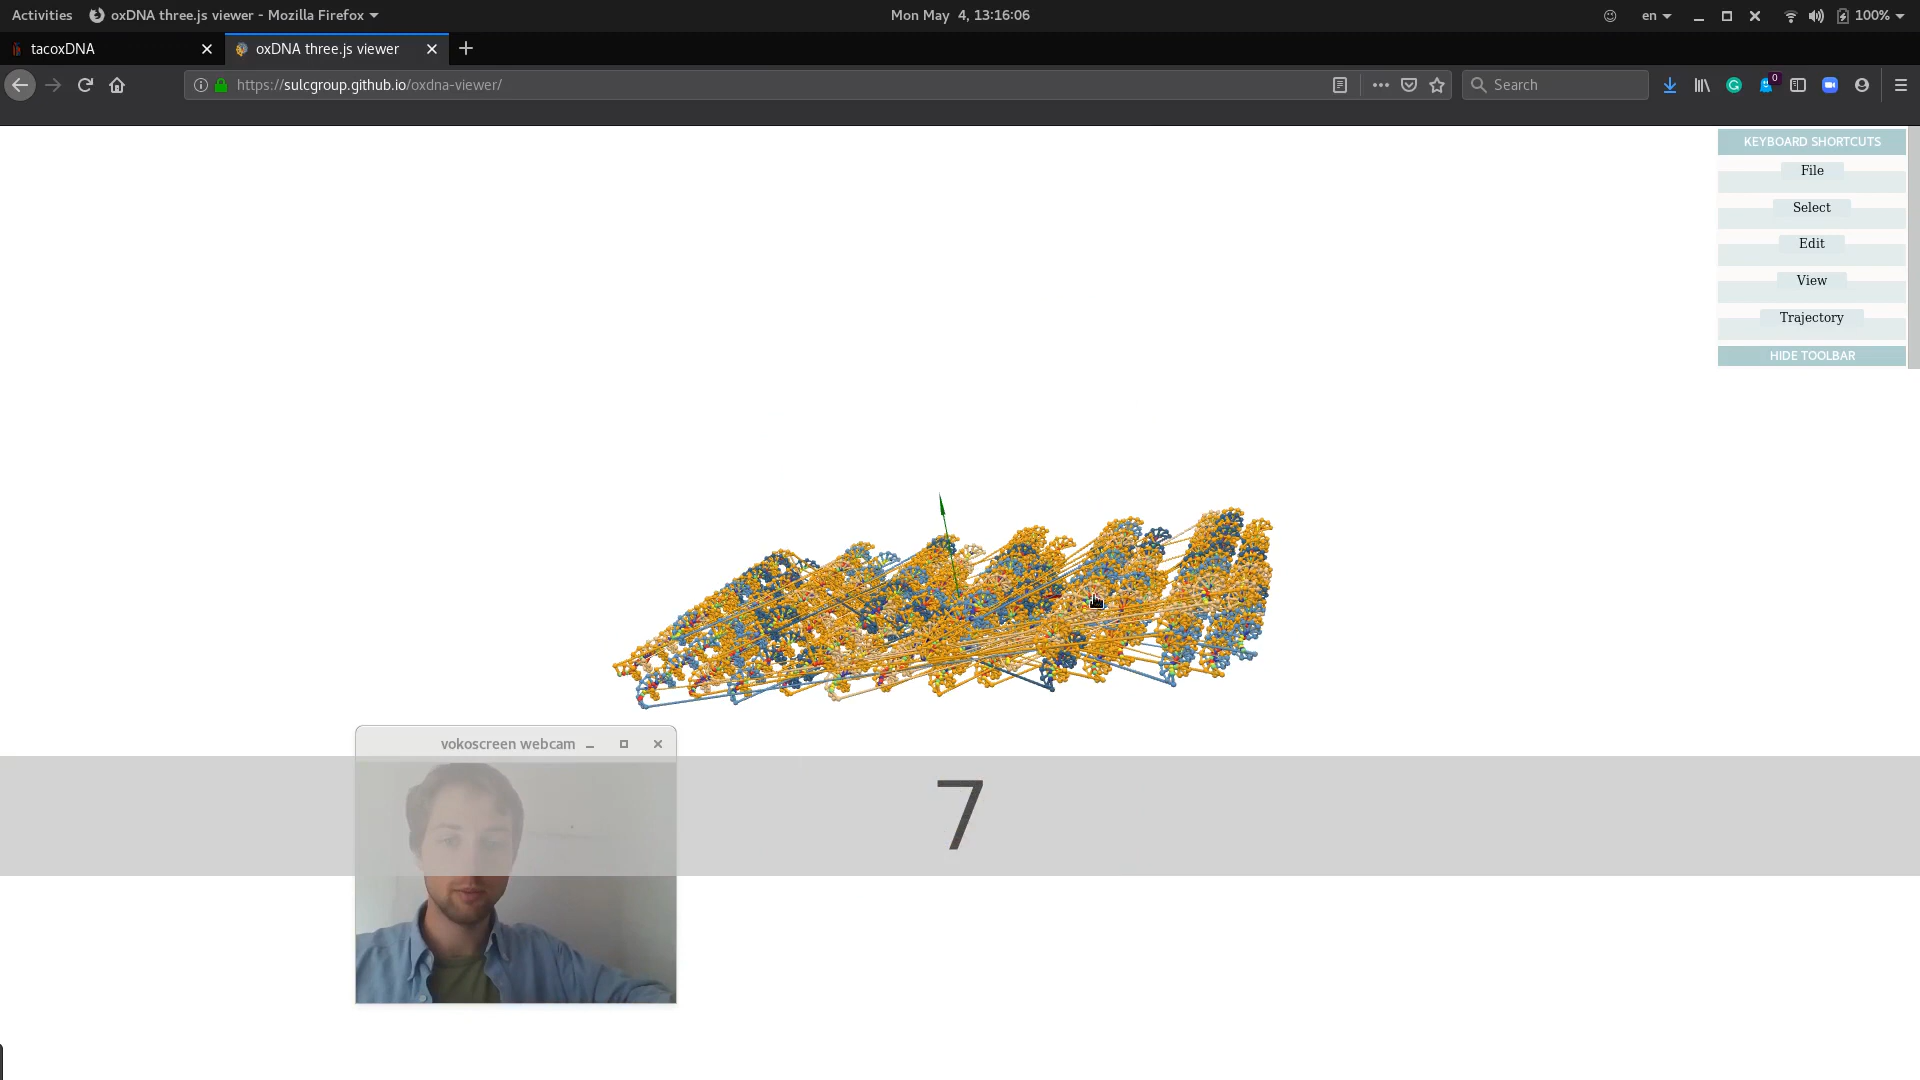 Activities oxDNA three.js viewer - Mozilla Firefox Mon May 4, 13:16:06 en 100%
tacoxDNA oxDNA three.js viewer
https://sulcgroup.github.io/oxdna-viewer/ Search 0
KEYBOARD SHORTCUTS
File
Select
Edit
View
Trajectory
HIDE TOOLBAR
vokoscreen webcam
7